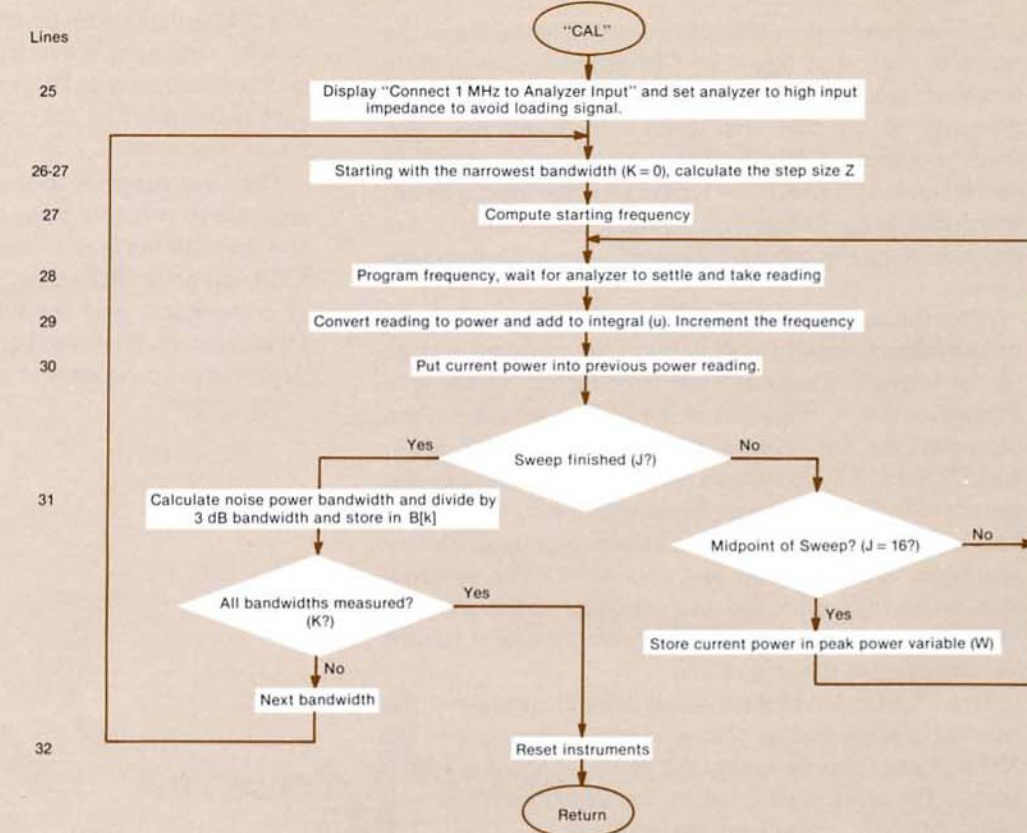 Lines
"CAL"
25
Display "Connect 1 MHz to Analyzer Input" and set analyzer to high input
impedance to avoid loading signal.
26-27
Starting with the narrowest bandwidth (K = 0), calculate the step size Z
27
Compute starting frequency
28
Program frequency, wait for analyzer to settle and take reading
29
Convert reading to power and add to integral (u). Increment the frequency
30
Put current power into previous power reading.
Yes
Sweep finished (J?)
No
31
Calculate noise power bandwidth and divide by
3 dB bandwidth and store in B[k]
Midpoint of Sweep? (J = 16?)
No
All bandwidths measured?
(K?)
Yes
Yes
Store current power in peak power variable (W)
No
Next bandwidth
32
Reset instruments
Return